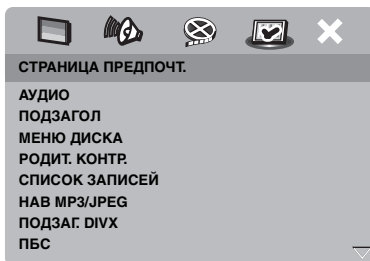 СТРАНИЦА ПРЕДПОЧТ.
АУДИО
ПОДЗАГОЛ
МЕНЮ ДИСКА
РОДИТ. КОНТР.
СПИСОК ЗАПИСЕЙ
НАВ MP3/JPEG
ПОДЗАГ. DIVX
ПБС